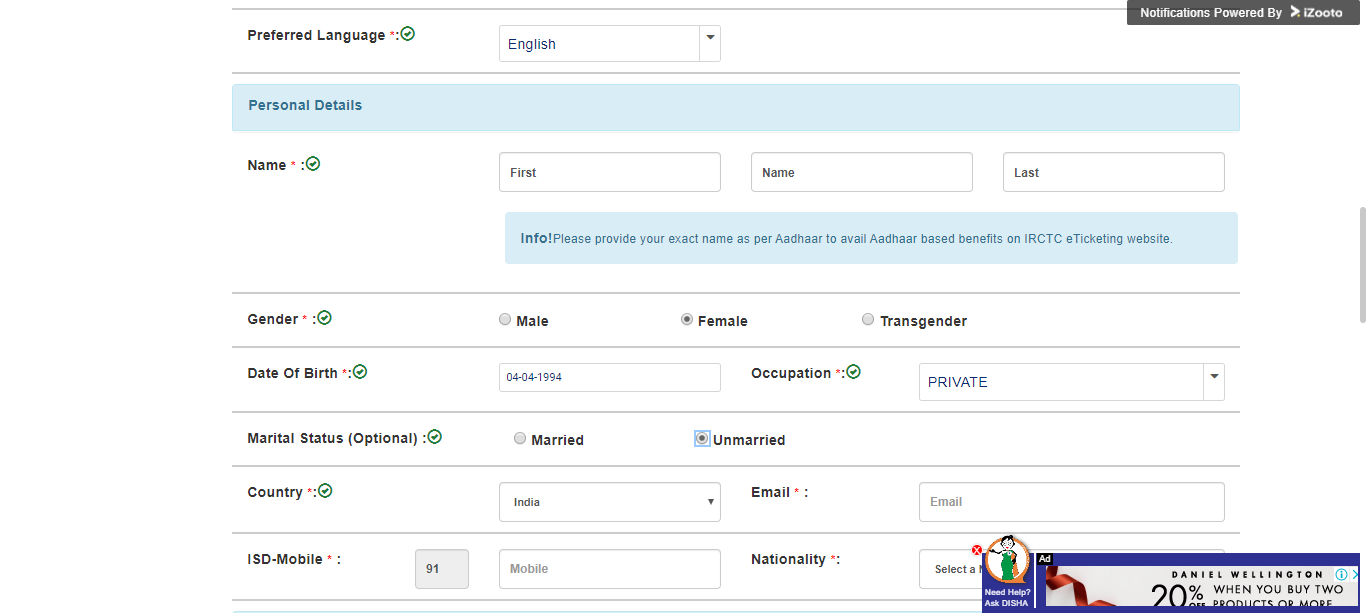 Notifications Powered By iZooto
Preferred Language *:
English
Personal Details
Name * :
First
Name
Last
Info!Please provide your exact name as per Aadhaar to avail Aadhaar based benefits on IRCTC eTicketing website.
Gender * :
Male
Female
Transgender
Date Of Birth *:
04-04-1994
Occupation *:
PRIVATE
Marital Status (Optional) :
Married
Unmarried
Country *:
India
Email * :
Email
ISD-Mobile * :
91
Mobile
Nationality *:
Select a
Need Help?
Ask DISHA
Ad
DANIEL WELLINGTON
20% OFF
WHEN YOU BUY TWO
PRODUCTS OR MORE